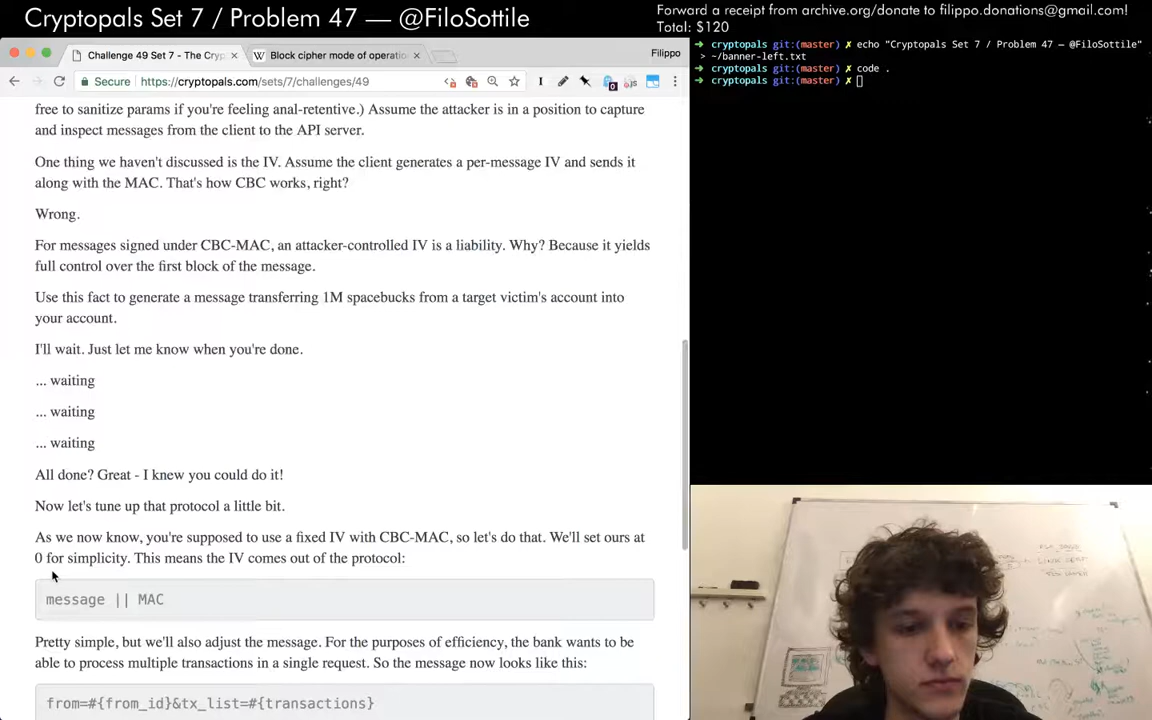 Cryptopals Set 7 / Problem 47 — @FiloSottile
Forward a receipt from archive.org/donate to filippo.donations@gmail.com!
Total: $120
Challenge 49 Set 7 - The Cryp
Block cipher mode of operatio
Filippo
Secure
https://cryptopals.com/sets/7/challenges/49
free to sanitize params if you're feeling anal-retentive.) Assume the attacker is in a position to capture
and inspect messages from the client to the API server.
One thing we haven't discussed is the IV. Assume the client generates a per-message IV and sends it
along with the MAC. That's how CBC works, right?
Wrong.
For messages signed under CBC-MAC, an attacker-controlled IV is a liability. Why? Because it yields
full control over the first block of the message.
Use this fact to generate a message transferring 1M spacebucks from a target victim's account into
your account.
I'll wait. Just let me know when you're done.
... waiting
... waiting
... waiting
All done? Great - I knew you could do it!
Now let's tune up that protocol a little bit.
As we now know, you're supposed to use a fixed IV with CBC-MAC, so let's do that. We'll set ours at
0 for simplicity. This means the IV comes out of the protocol:
message || MAC
Pretty simple, but we'll also adjust the message. For the purposes of efficiency, the bank wants to be
able to process multiple transactions in a single request. So the message now looks like this:
from=#{from_id}&tx_list=#{transactions}
➜ cryptopals git:(master) ✗ echo "Cryptopals Set 7 / Problem 47 — @FiloSottile"
> ~/banner-left.txt
➜ cryptopals git:(master) ✗ code .
➜ cryptopals git:(master) ✗